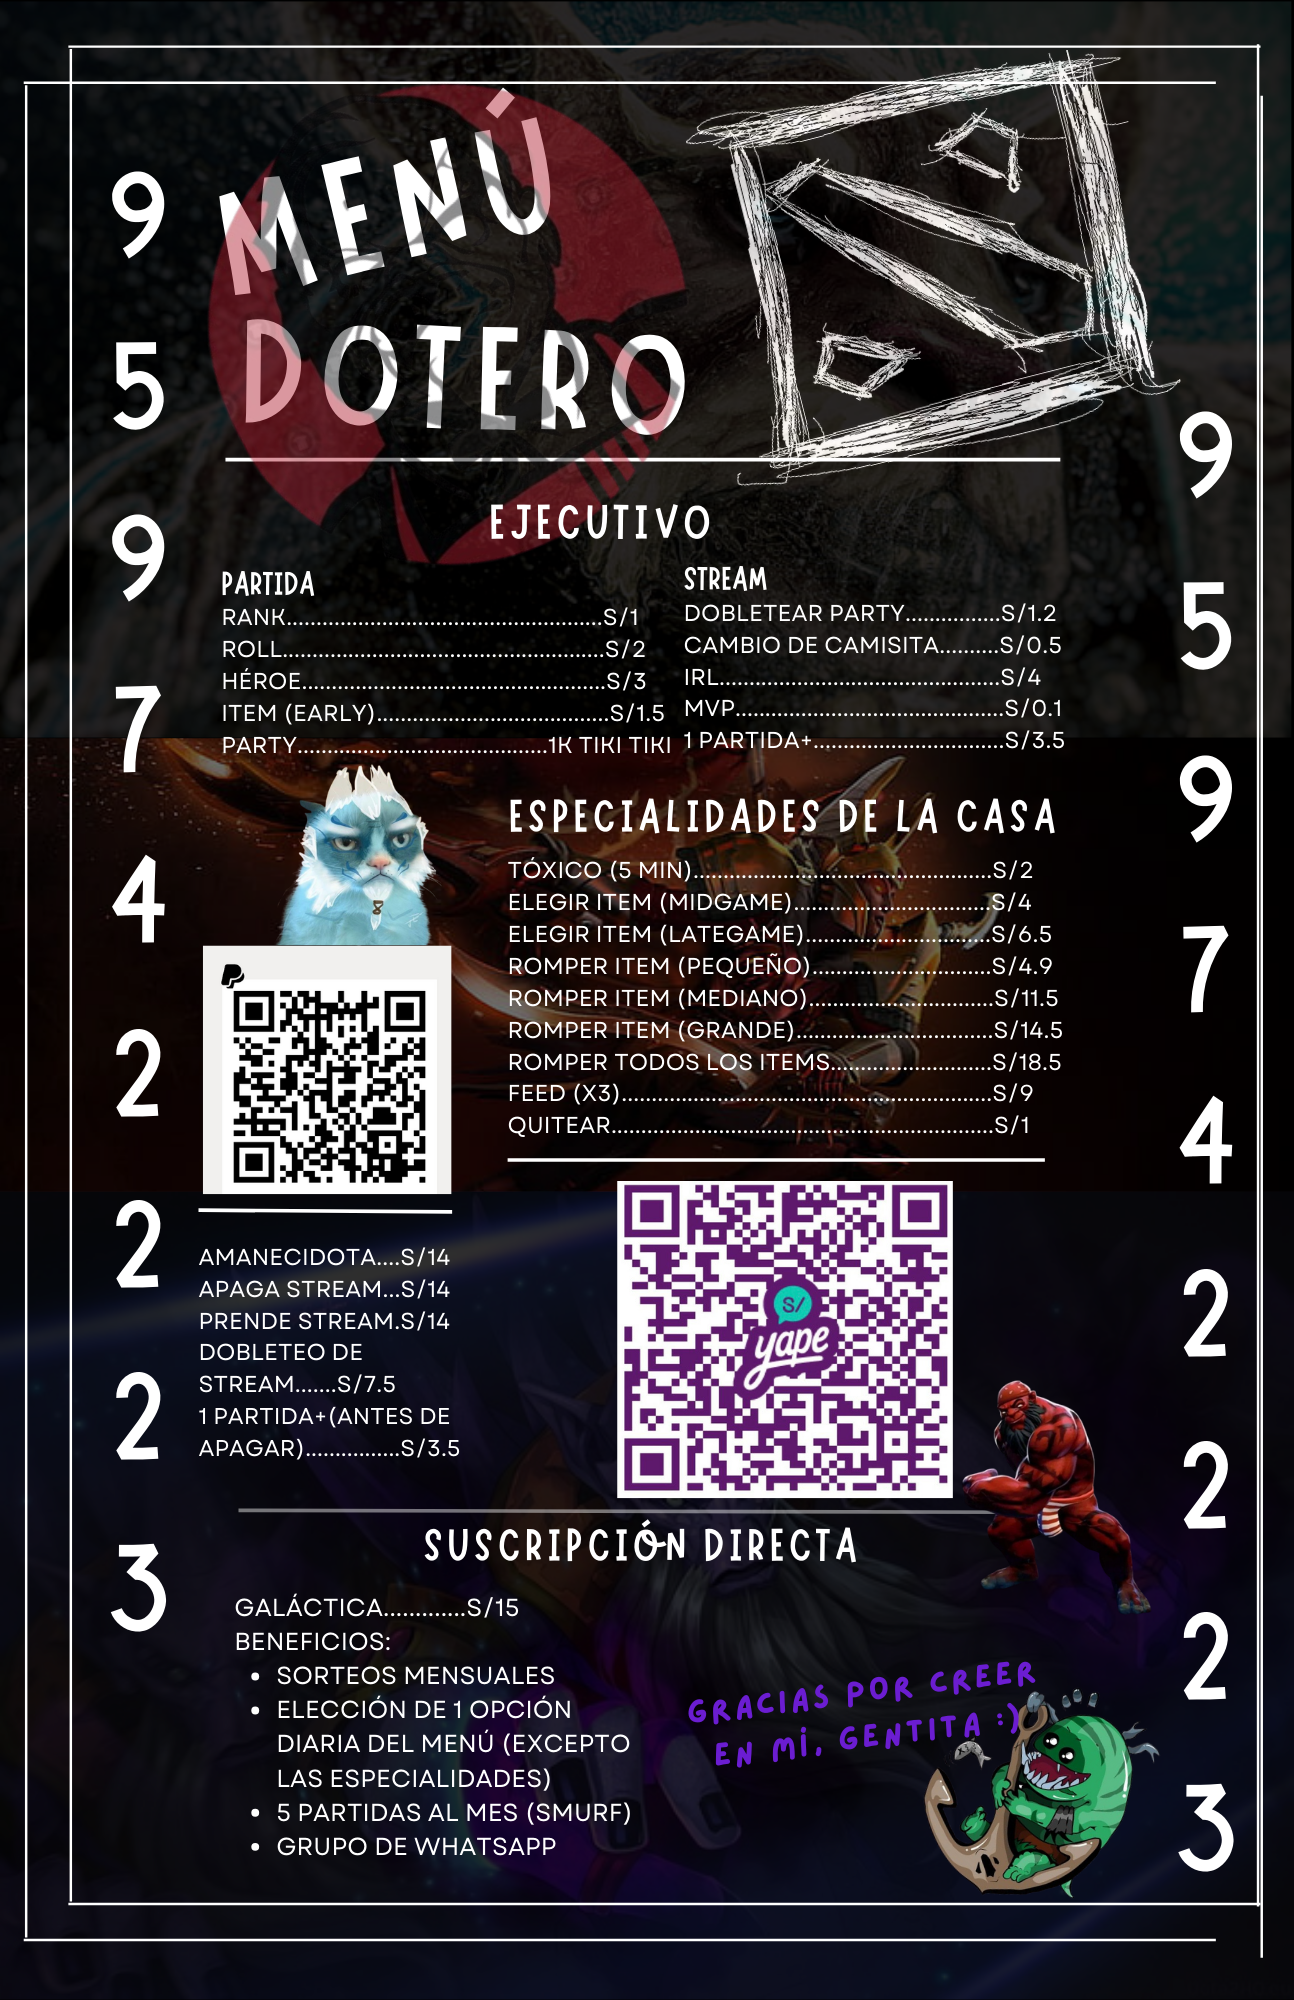 MENÚ
DOTERO
9
5
9
7
4
2
2
2
3
9
5
9
7
4
2
2
2
3
EJECUTIVO
PARTIDA
RANK......................................................S/1
ROLL.......................................................S/2
HÉROE....................................................S/3
ITEM (EARLY)........................................S/1.5
PARTY...........................................1K TIKI TIKI
STREAM
DOBLETEAR PARTY................S/1.2
CAMBIO DE CAMISITA..........S/0.5
IRL................................................S/4
MVP..............................................S/0.1
1 PARTIDA+.................................S/3.5
ESPECIALIDADES DE LA CASA
TÓXICO (5 MIN)...................................................S/2
ELEGIR ITEM (MIDGAME)..................................S/4
ELEGIR ITEM (LATEGAME)................................S/6.5
ROMPER ITEM (PEQUEÑO)...............................S/4.9
ROMPER ITEM (MEDIANO)................................S/11.5
ROMPER ITEM (GRANDE)..................................S/14.5
ROMPER TODOS LOS ITEMS............................S/18.5
FEED (X3)...............................................................S/9
QUITEAR.................................................................S/1
AMANECIDOTA....S/14
APAGA STREAM...S/14
PRENDE STREAM.S/14
DOBLETEO DE
STREAM.......S/7.5
1 PARTIDA+(ANTES DE
APAGAR)................S/3.5
S/
yape
SUSCRIPCIÓN DIRECTA
GALÁCTICA.............S/15
BENEFICIOS:
• SORTEOS MENSUALES
• ELECCIÓN DE 1 OPCIÓN
DIARIA DEL MENÚ (EXCEPTO
LAS ESPECIALIDADES)
• 5 PARTIDAS AL MES (SMURF)
• GRUPO DE WHATSAPP
GRACIAS POR CREER
EN MÍ, GENTITA :)